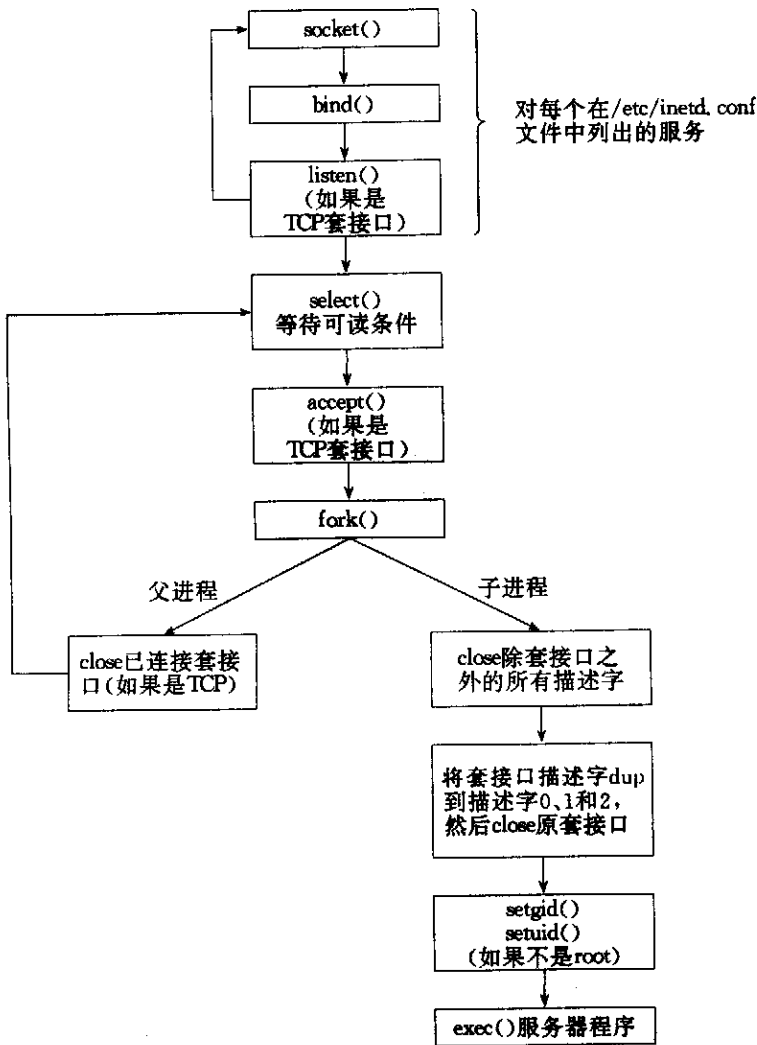 socket()
bind()
对每个在/etc/inetd. conf
文件中列出的服务
listen()
(如果是
TCP套接口)
select()
等待可读条件
accept()
(如果是
TCP套接口)
fork()
父进程
子进程
close已连接套接
口(如果是TCP)
close除套接口之
外的所有描述字
将套接口描述字dup
到描述字0、1和2，
然后close原套接口
setgid()
setuid()
(如果不是root)
exec()服务器程序